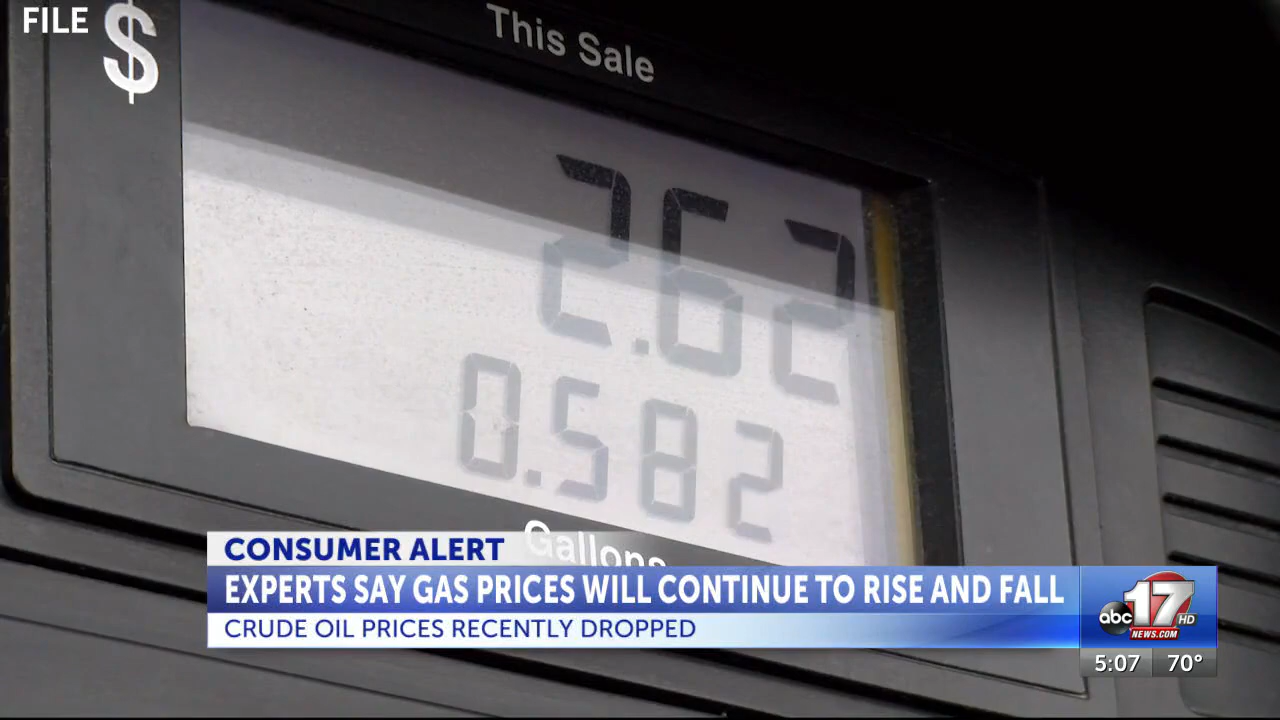 FILE
$
This Sale
2.62
0.582
Gallons
CONSUMER ALERT
EXPERTS SAY GAS PRICES WILL CONTINUE TO RISE AND FALL
CRUDE OIL PRICES RECENTLY DROPPED
abc 17 HD
NEWS.COM
5:07 70°